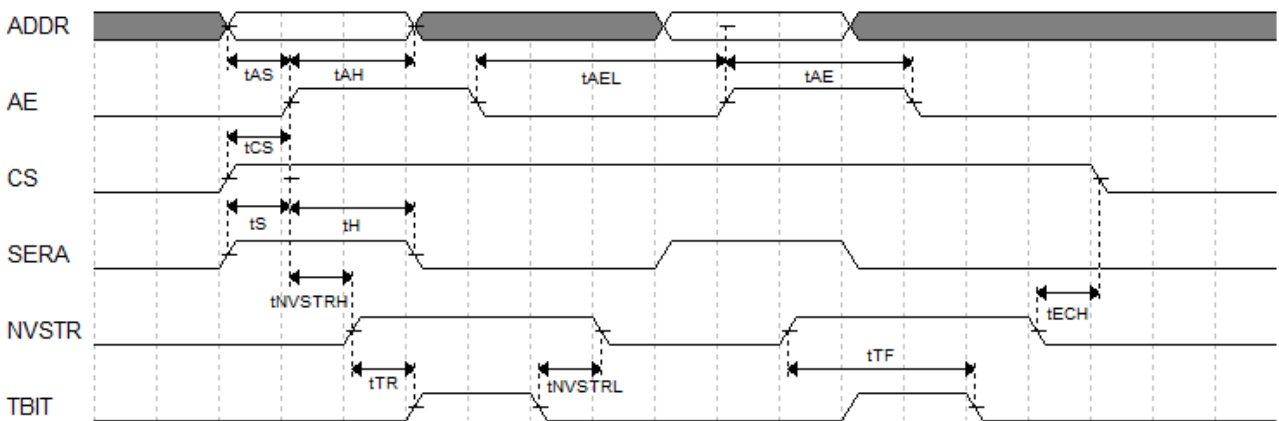 ADDR
tAS
tAH
tAEL
tAE
AE
tCS
CS
tS
tH
SERA
tNVSTRH
tECH
NVSTR
tTR
tNVSTRL
tTF
TBIT